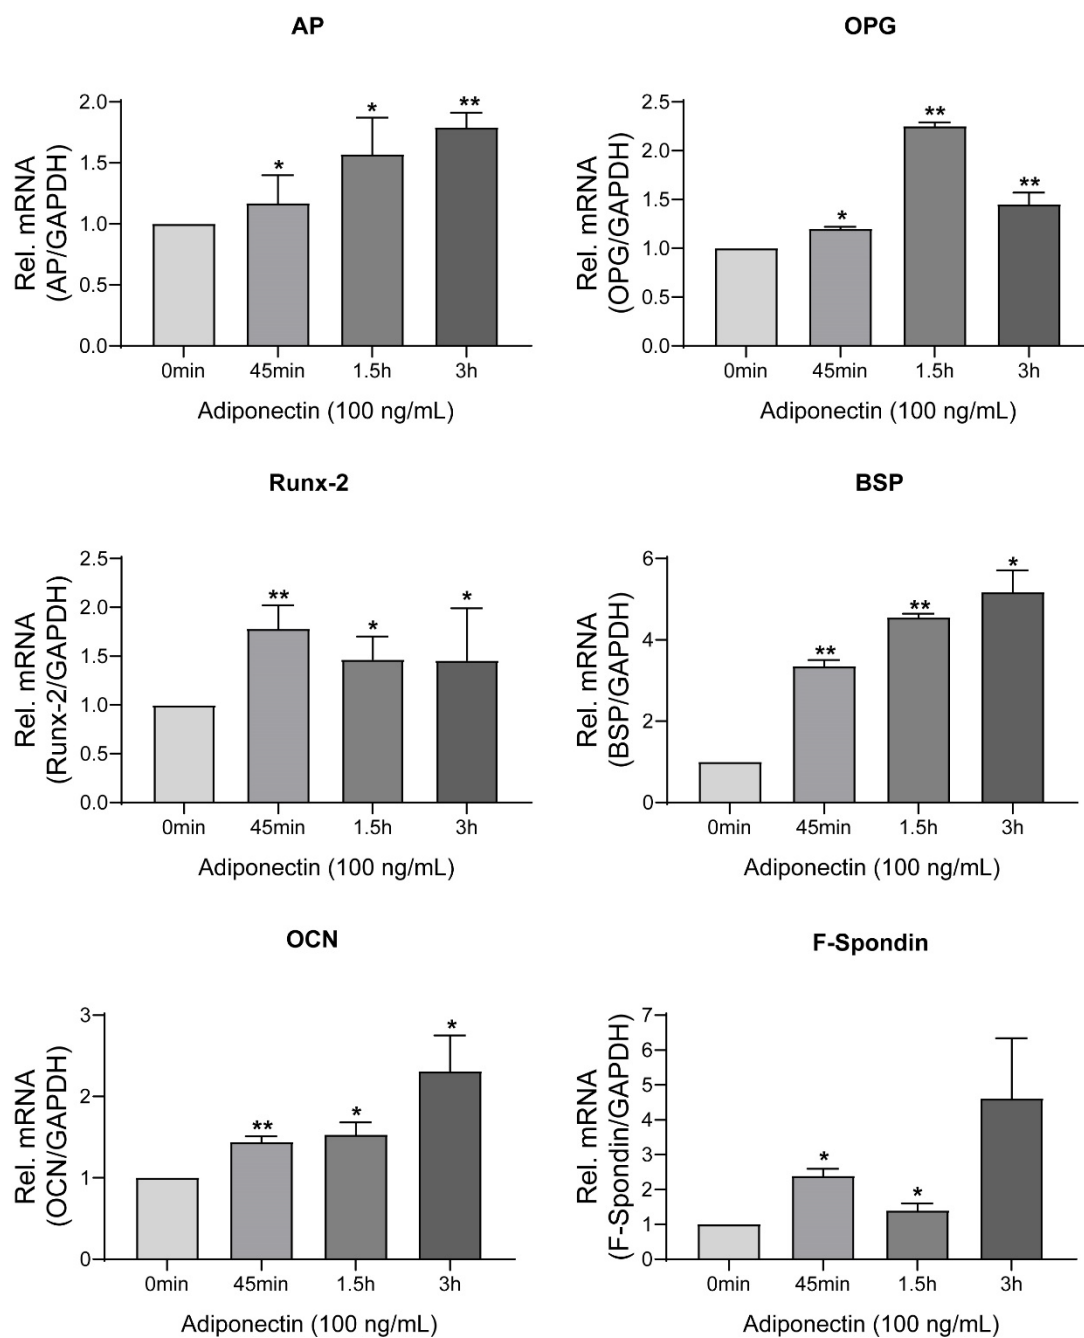 AP
Rel. mRNA
(AP/GAPDH)
2.0
1.5
1.0
0.5
0.0
*
*
**
0min 45min 1.5h 3h
Adiponectin (100 ng/mL)
OPG
Rel. mRNA
(OPG/GAPDH)
2.5
2.0
1.5
1.0
0.5
0.0
*
**
**
0min 45min 1.5h 3h
Adiponectin (100 ng/mL)
Runx-2
Rel. mRNA
(Runx-2/GAPDH)
2.5
2.0
1.5
1.0
0.5
0.0
**
*
*
0min 45min 1.5h 3h
Adiponectin (100 ng/mL)
BSP
Rel. mRNA
(BSP/GAPDH)
6
4
2
0
**
**
*
0min 45min 1.5h 3h
Adiponectin (100 ng/mL)
OCN
Rel. mRNA
(OCN/GAPDH)
3
2
1
0
**
*
*
0min 45min 1.5h 3h
Adiponectin (100 ng/mL)
F-Spondin
Rel. mRNA
(F-Spondin/GAPDH)
7
6
5
4
3
2
1
0
*
*
0min 45min 1.5h 3h
Adiponectin (100 ng/mL)